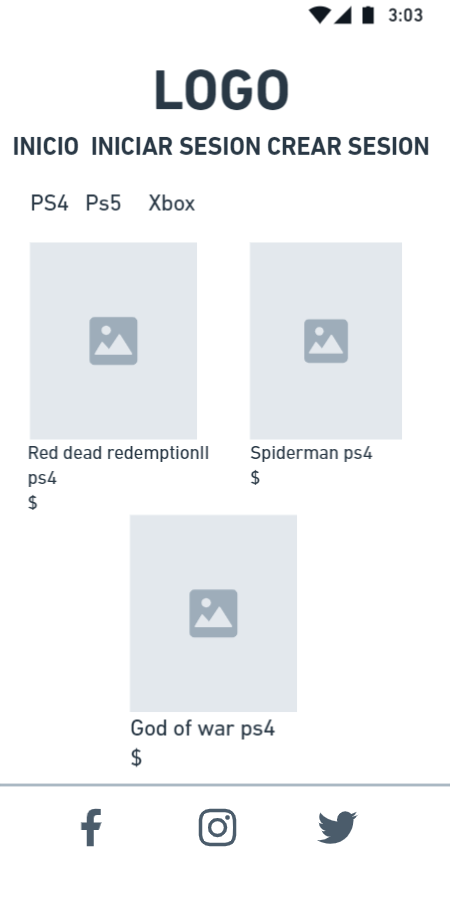 3:03
LOGO
INICIO INICIAR SESION CREAR SESION
PS4 Ps5 Xbox
Red dead redemptionII
ps4
$
Spiderman ps4
$
God of war ps4
$